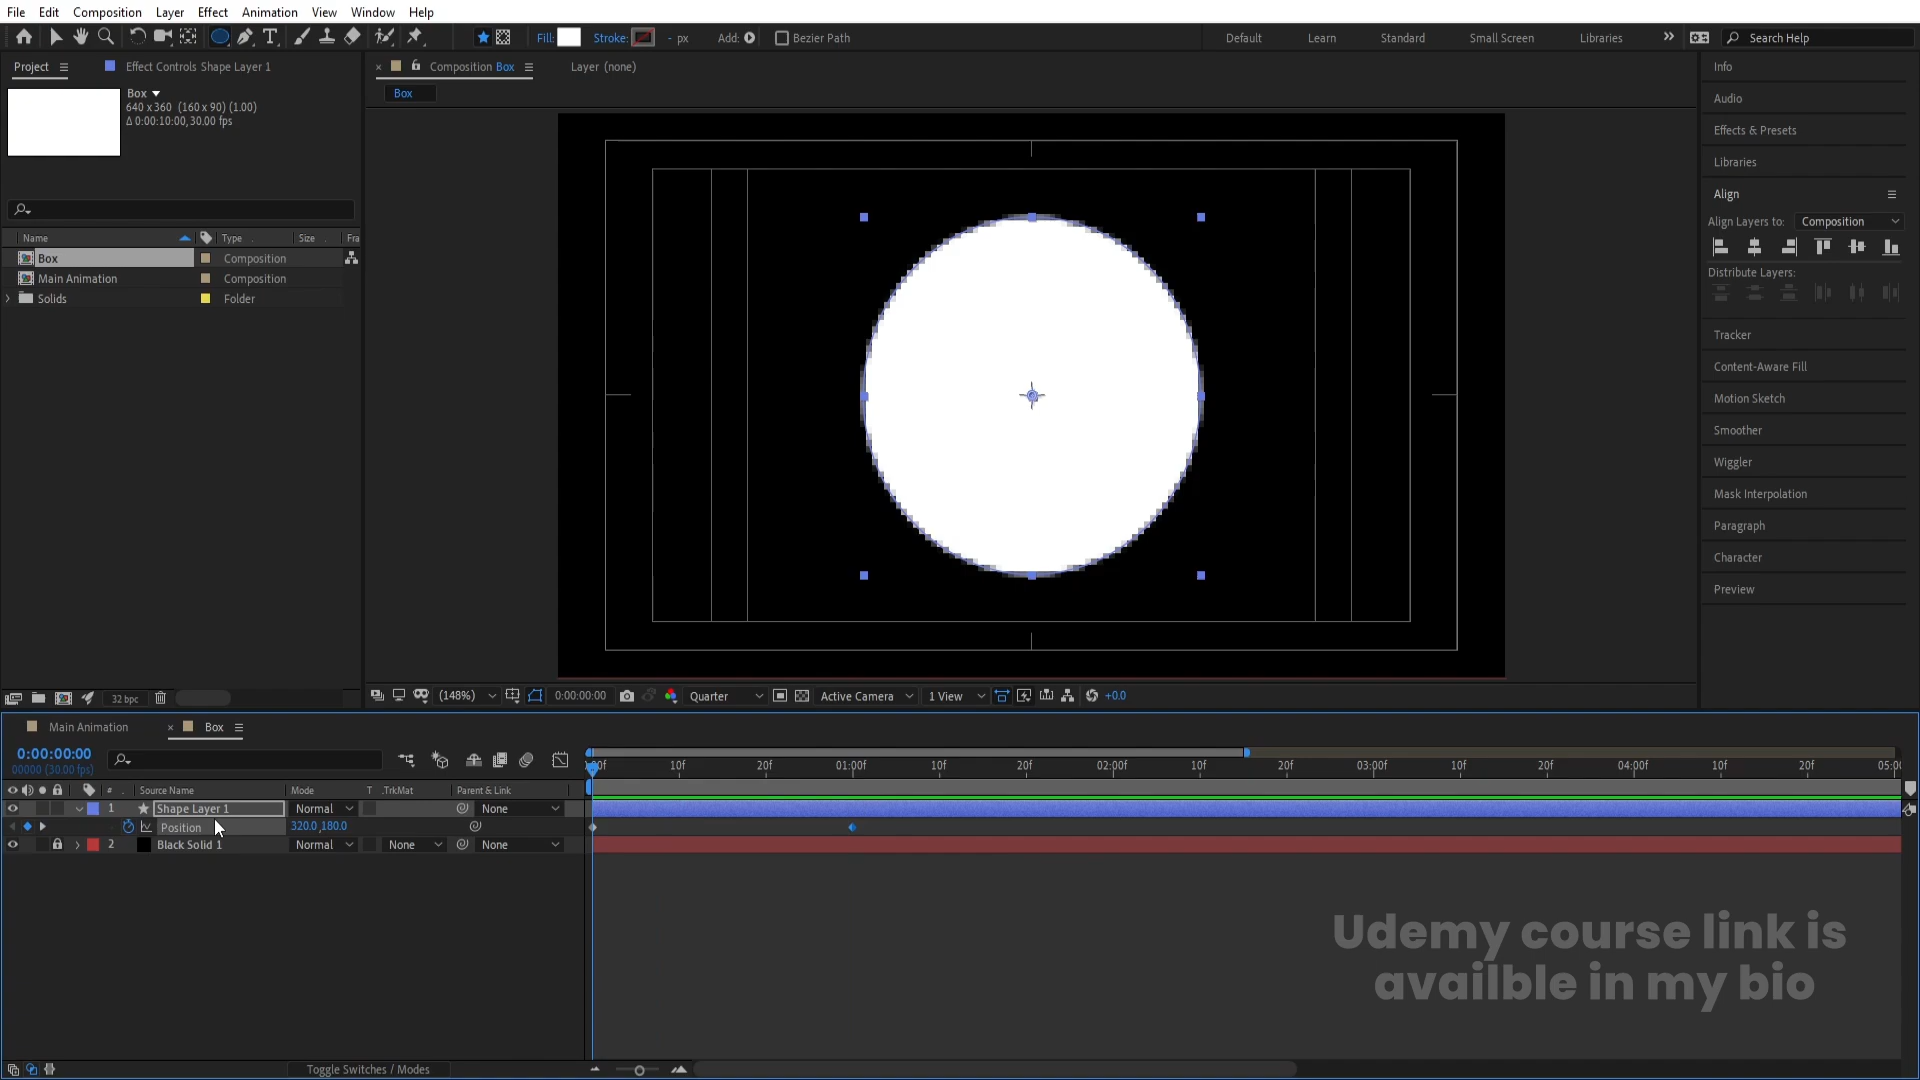 File Edit Composition Layer Effect Animation View Window Help
Fill: Stroke: - px Add: Bezier Path Default Learn Standard Small Screen Libraries Search Help
Project Effect Controls Shape Layer 1
Composition Box Layer (none)
Box
Box
640 x 360 (160 x 90) (1.00)
Δ 0:00:10:00, 30.00 fps
Name Type Size Fra
Box Composition
Main Animation Composition
Solids Folder
32 bpc
Info
Audio
Effects & Presets
Libraries
Align
Align Layers to: Composition
Distribute Layers:
Tracker
Content-Aware Fill
Motion Sketch
Smoother
Wiggler
Mask Interpolation
Paragraph
Character
Preview
(148%) 0:00:00:00 Quarter Active Camera 1 View +0.0
Main Animation Box
0:00:00:00
00000 (30.00 fps)
10f 20f 01:00f 10f 20f 02:00f 10f 20f 03:00f 10f 20f 04:00f 10f 20f 05:0
# Source Name Mode T .TrkMat Parent & Link
1 Shape Layer 1 Normal None
Position 320.0,180.0
2 Black Solid 1 Normal None None
Udemy course link is
availble in my bio
Toggle Switches / Modes